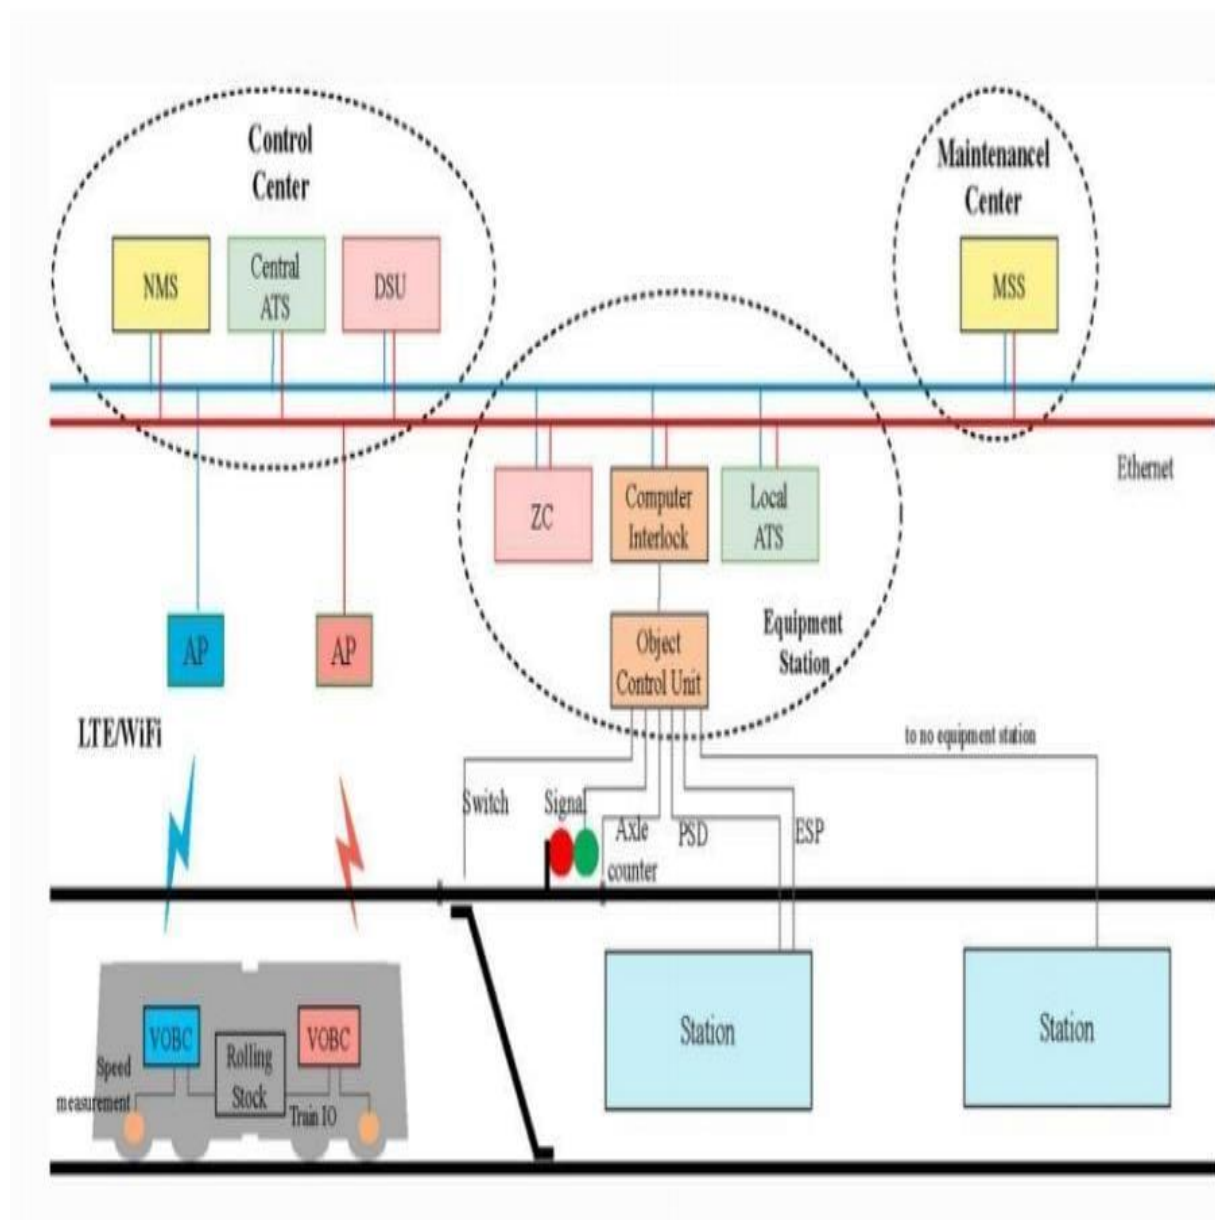 Control
Center
Maintenancel
Center
NMS
Central
ATS
DSU
MSS
Ethernet
ZC
Computer
Interlock
Local
ATS
AP
AP
Object
Control Unit
Equipment
Station
LTE/WiFi
to no equipment station
Switch
Signal
Axle
counter
PSD
ESP
VOBC
VOBC
Rolling
Stock
Speed
measurement
Train IO
Station
Station